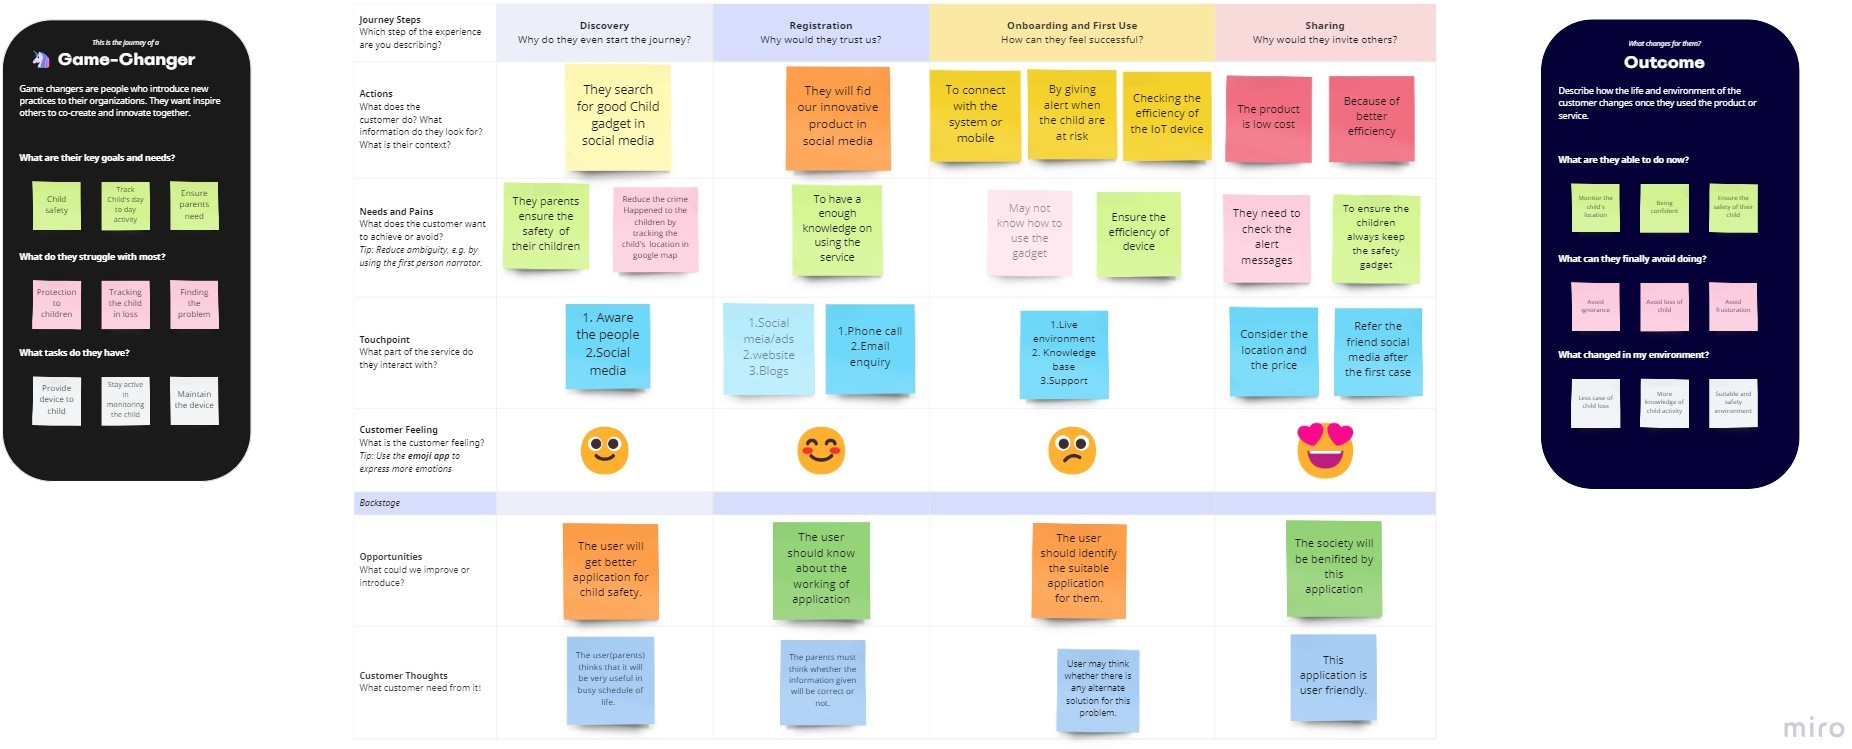 This is the journey of a
Game-Changer
Game changers are people who introduce new
practices to their organizations. They want inspire
others to co-create and innovate together.
What are their key goals and needs?
Child
safety
Track
Child's day
to day
activity
Ensure
parents
need
What do they struggle with most?
Protection
to
children
Tracking
the child
in loss
Finding
the
problem
What tasks do they have?
Provide
device to
child
Stay active
in
monitoring
the child
Maintain
the device
Journey Steps
Which step of the experience
are you describing?
Discovery
Why do they even start the journey?
Registration
Why would they trust us?
Onboarding and First Use
How can they feel successful?
Sharing
Why would they invite others?
Actions
What does the
customer do? What
information do they look for?
What is their context?
They search
for good Child
gadget in
social media
They will fid
our innovative
product in
social media
To connect
with the
system or
mobile
By giving
alert when
the child are
at risk
Checking the
efficiency of
the IoT device
The product
is low cost
Because of
better
efficiency
Needs and Pains
What does the customer want
to achieve or avoid?
Tip: Reduce ambiguity, e.g. by
using the first person narrator.
They parents
ensure the
safety of
their children
Reduce the crime
Happened to the
children by
tracking the
child's location in
google map
To have a
enough
knowledge on
using the
service
May not
know how to
use the
gadget
Ensure the
efficiency of
device
They need to
check the
alert
messages
To ensure the
children
always keep
the safety
gadget
Touchpoint
What part of the service do
they interact with?
1. Aware
the people
2.Social
media
1.Social
meia/ads
2.website
3.Blogs
1.Phone call
2.Email
enquiry
1.Live
environment
2. Knowledge
base
3.Support
Consider the
location and
the price
Refer the
friend social
media after
the first case
Customer Feeling
What is the customer feeling?
Tip: Use the emoji app to
express more emotions
Backstage
Opportunities
What could we improve or
introduce?
The user will
get better
application for
child safety.
The user
should know
about the
working of
application
The user
should identify
the suitable
application
for them.
The society will
be benifited by
this
application
Customer Thoughts
What customer need from it!
The user(parents)
thinks that it will
be very useful in
busy schedule of
life.
The parents must
think whether the
information given
will be correct or
not.
User may think
whether there is
any alternate
solution for this
problem.
This
application is
user friendly.
What changes for them?
Outcome
Describe how the life and environment of the
customer changes once they used the product or
service.
What are they able to do now?
Monitor the
child's
location
Being
confident
Ensure the
safety of their
child
What can they finally avoid doing?
Avoid
ignorance
Avoid loss of
child
Avoid
frusturation
What changed in my environment?
Less case of
child loss
More
knowledge of
child activity
Suitable and
safety
environment
miro